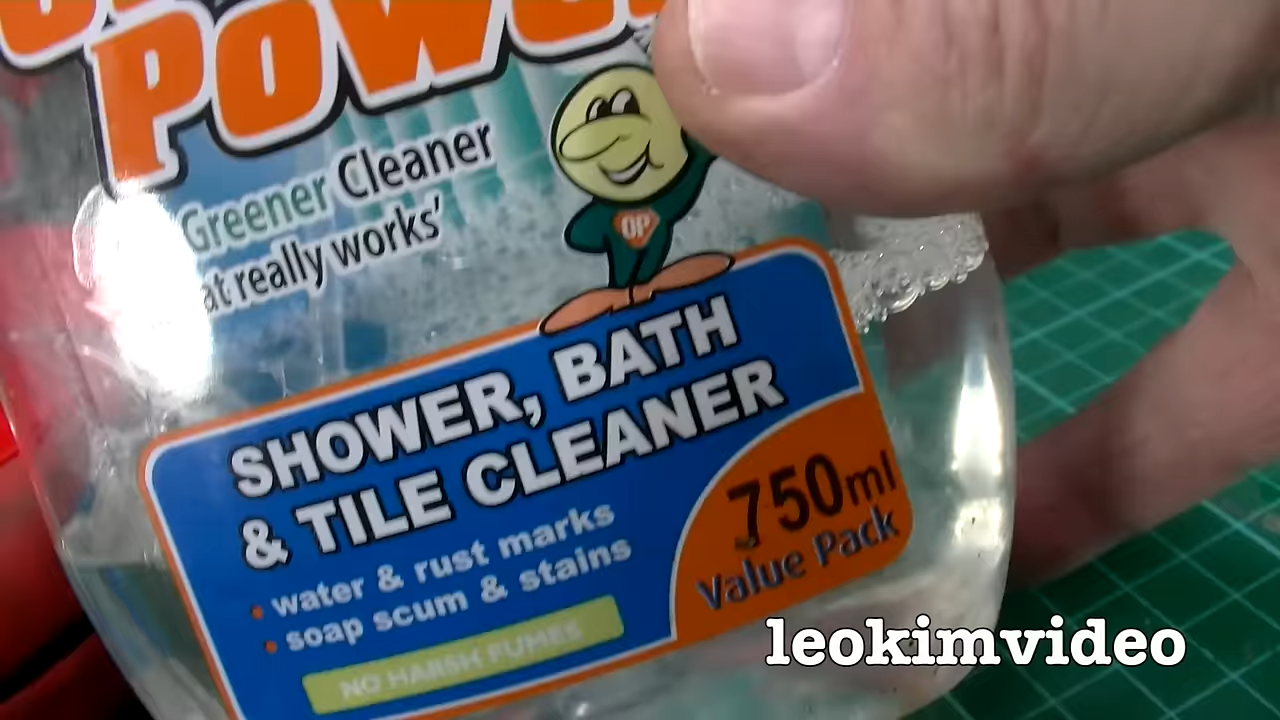 POWER
Greener Cleaner
at really works'
OP
SHOWER, BATH
& TILE CLEANER
• water & rust marks
• soap scum & stains
NO HARSH FUMES
750ml
Value Pack
leokimvideo